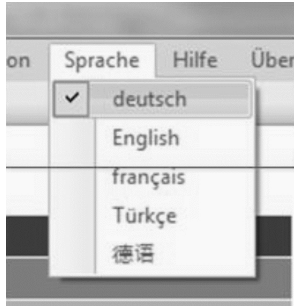 on Sprache Hilfe Über
deutsch
English
français
Türkçe
德语